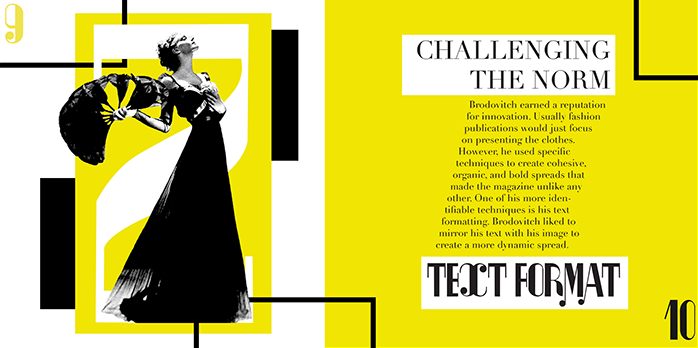 9
CHALLENGING
THE NORM
Brodovitch earned a reputation
for innovation. Usually fashion
publications would just focus
on presenting the clothes.
However, he used specific
techniques to create cohesive,
organic, and bold spreads that
made the magazine unlike any
other. One of his more iden-
tifiable techniques is his text
formatting. Brodovitch liked to
mirror his text with his image to
create a more dynamic spread.
TEXT FORMAT
10